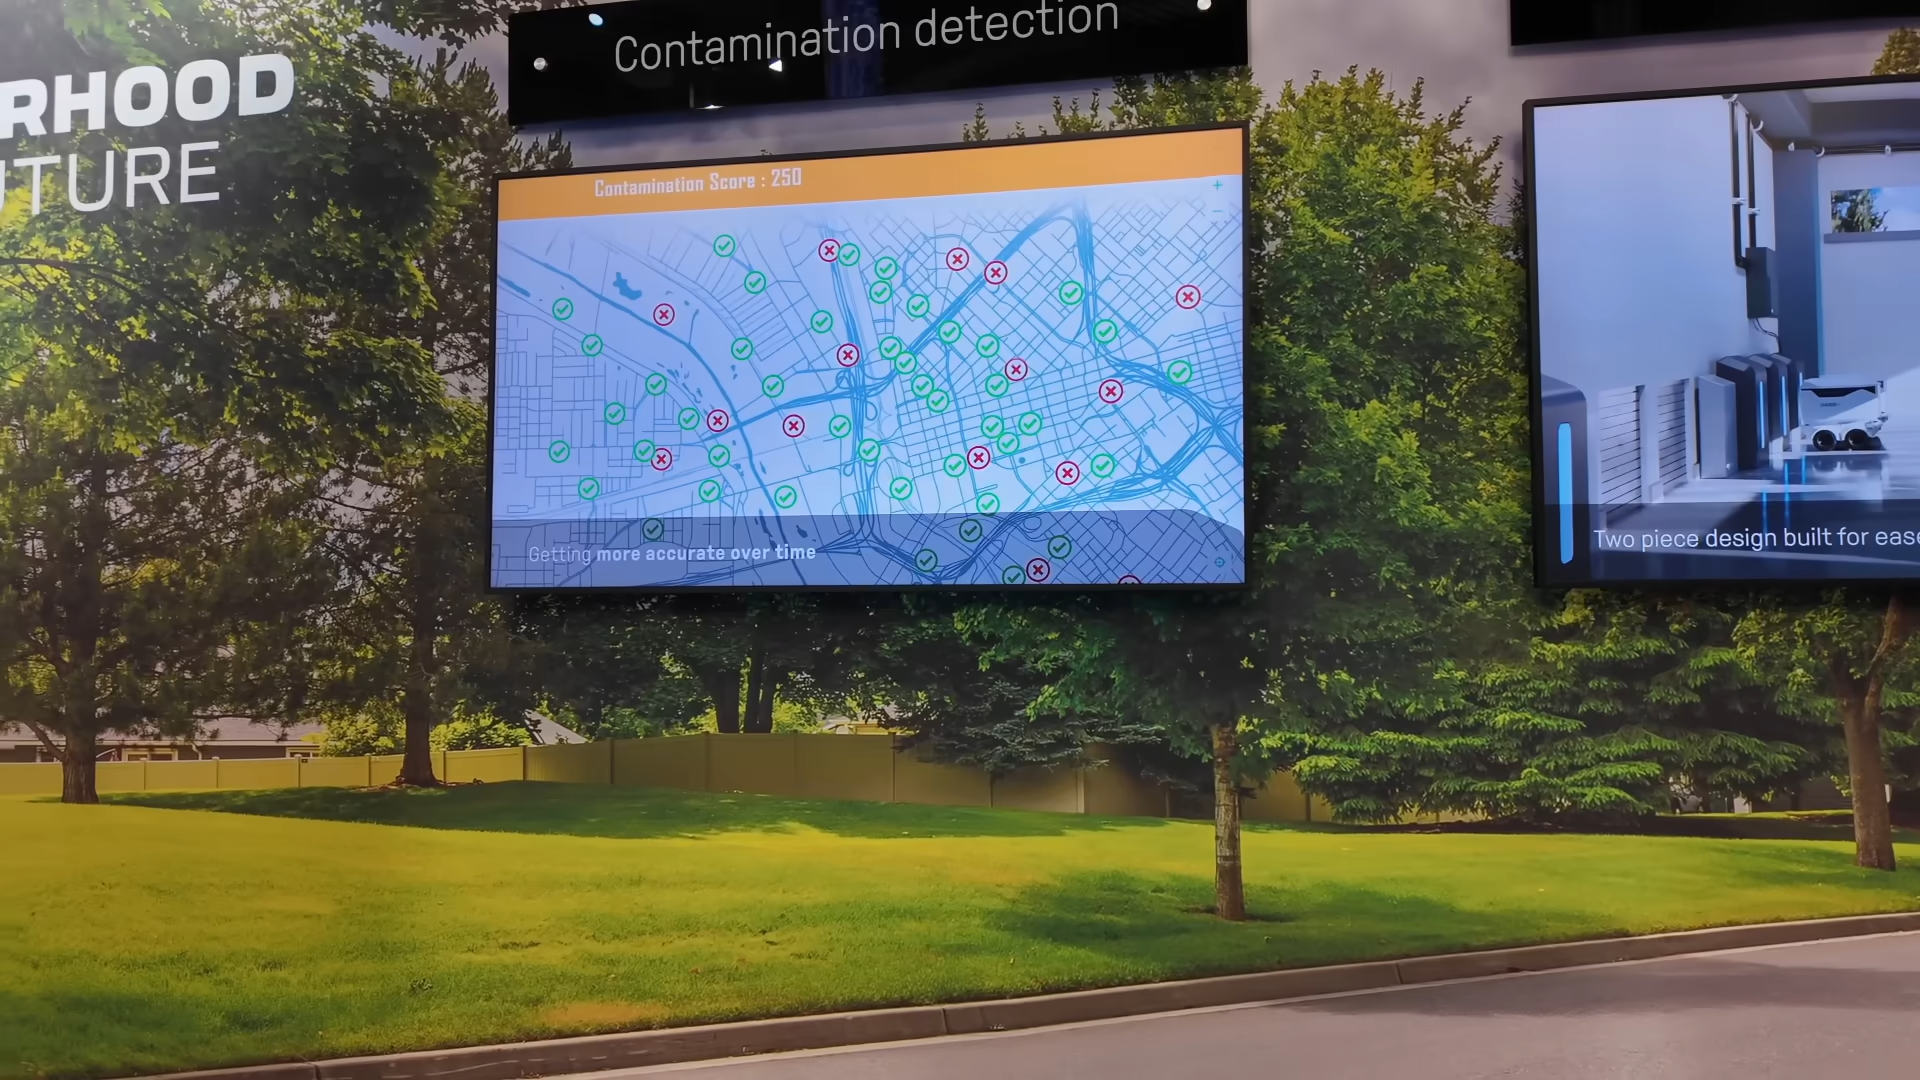 RHOOD
UTURE
Contamination detection
Contamination Score : 250
Getting more accurate over time
Two piece design built for ease